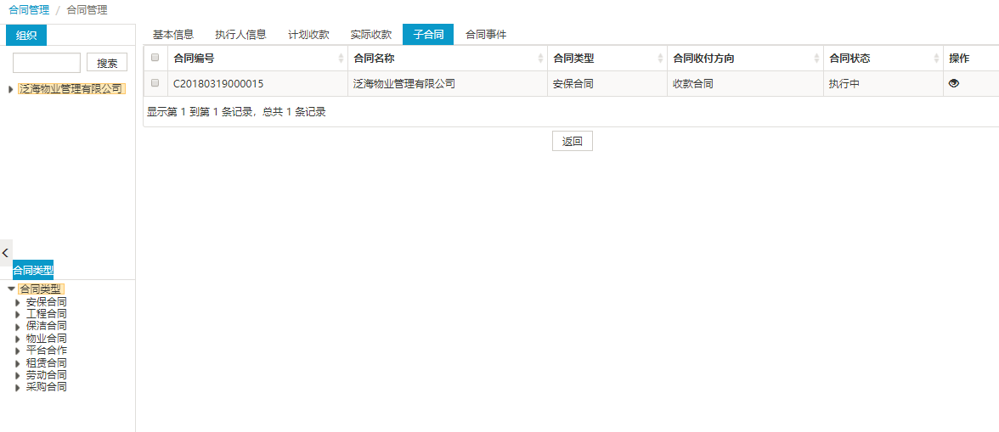 合同管理 / 合同管理
组织
搜索
泛海物业管理有限公司
合同类型
合同类型
安保合同
工程合同
保洁合同
物业合同
平台合作
租赁合同
劳动合同
采购合同
基本信息 执行人信息 计划收款 实际收款 子合同 合同事件
合同编号 合同名称 合同类型 合同收付方向 合同状态 操作
C20180319000015 泛海物业管理有限公司 安保合同 收款合同 执行中
显示第 1 到第 1 条记录，总共 1 条记录
返回